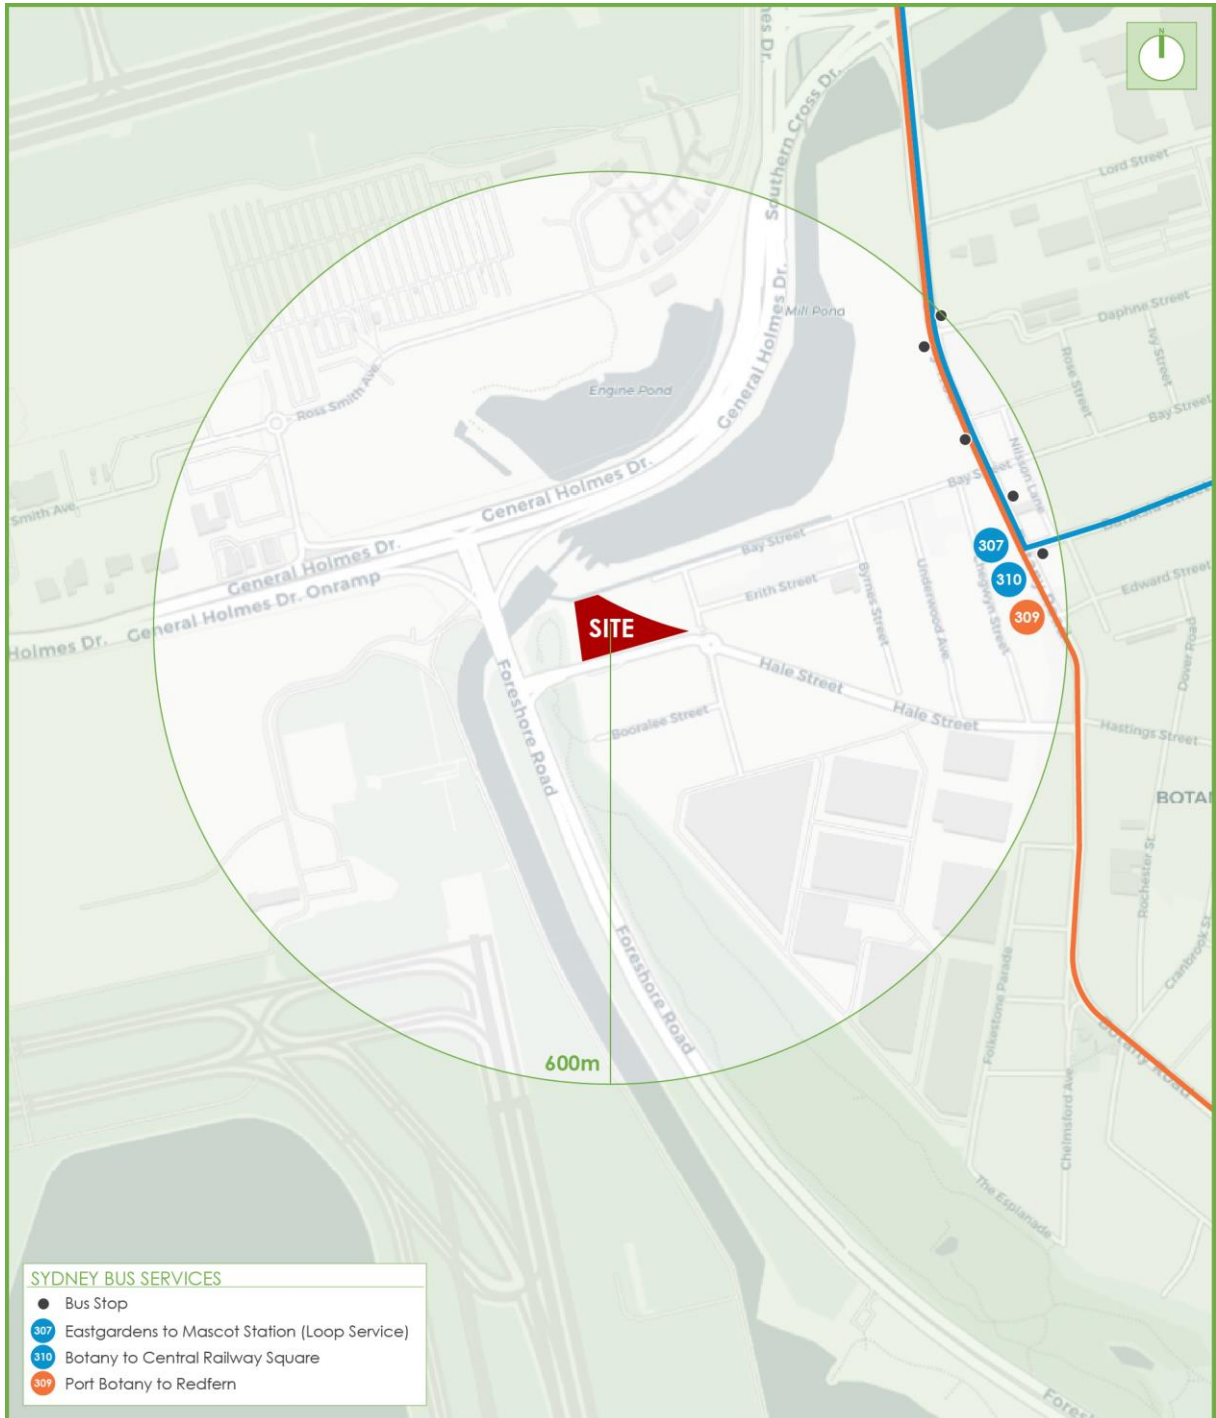 N
mes Dr.
Southern Cross Dr.
Lord Street
General Holmes Dr.
Mill Pond
Daphne Street
Ivy Street
Rose Street
Bay Street
Engine Pond
Ross Smith Ave.
Smith Ave.
General Holmes Dr.
Nilsson Lane
Bay Street
General Holmes Dr.
General Holmes Dr. Onramp
Holmes Dr.
Bay Street
Erith Street
Byrnes Street
Underwood Ave.
307
310
309
Edward Street
Dover Road
SITE
Hale Street
Hale Street
Hastings Street
Booralee Street
Foreshore Road
BOTA
Rochester St.
Cranbrook St.
Foreshore Road
Folkestone Parade
600m
Botany Road
Chelmsford Ave.
The Esplanade
SYDNEY BUS SERVICES
Bus Stop
307 Eastgardens to Mascot Station (Loop Service)
310 Botany to Central Railway Square
309 Port Botany to Redfern
Fores